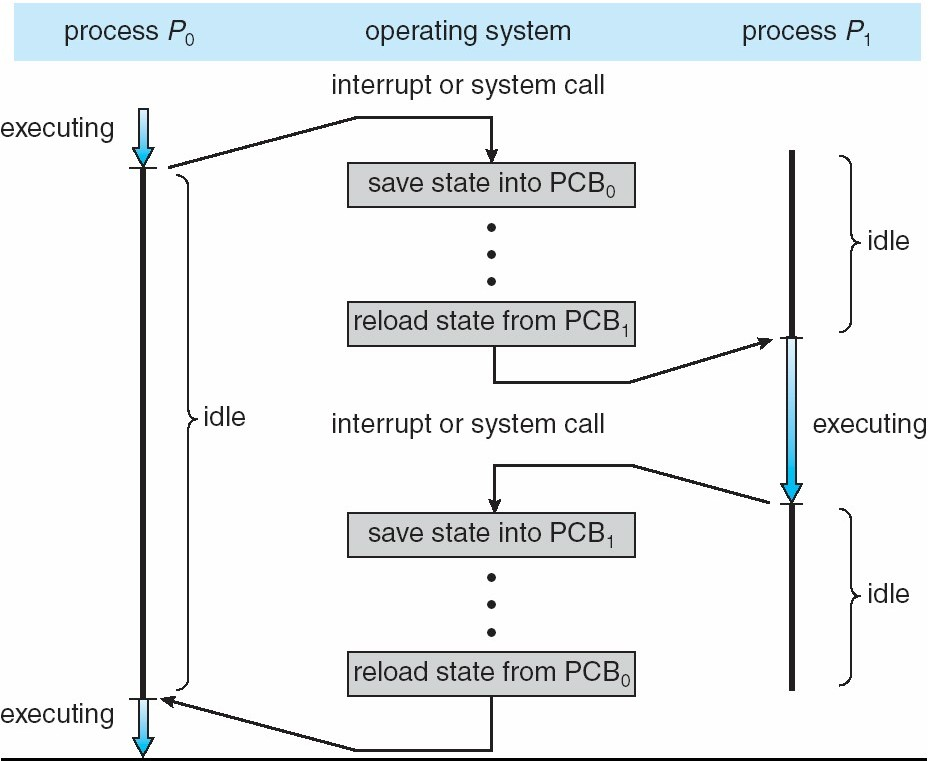 process P₀ operating system process P₁
interrupt or system call
executing
save state into PCB₀
idle
reload state from PCB₁
idle
interrupt or system call
executing
save state into PCB₁
idle
reload state from PCB₀
executing